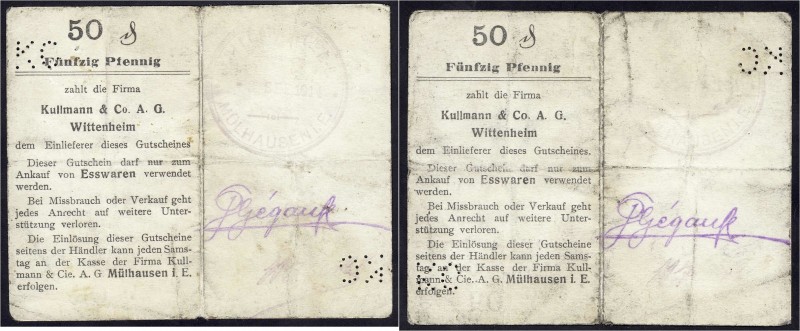 50 ₰
Fünfzig Pfennig
zahlt die Firma
Kullmann & Co. A. G.
Wittenheim
dem Einlieferer dieses Gutscheines
Dieser Gutschein darf nur zum
Ankauf von Esswaren verwendet
werden.
Bei Missbrauch oder Verkauf geht
jedes Anrecht auf weitere Unter-
stützung verloren.
Die Einlösung dieser Gutscheine
seitens der Händler kann jeden Sams-
tag an der Kasse der Firma Kull-
mann & Cie. A. G Mülhausen i. E.
erfolgen.
MÜLHAUSEN i. E.
KC
KC
50 ₰
Fünfzig Pfennig
zahlt die Firma
Kullmann & Co. A. G.
Wittenheim
dem Einlieferer dieses Gutscheines.
Dieser Gutschein darf nur zum
Ankauf von Esswaren verwendet
werden.
Bei Missbrauch oder Verkauf geht
jedes Anrecht auf weitere Unter-
stützung verloren.
Die Einlösung dieser Gutscheine
seitens der Händler kann jeden Sams-
tag an der Kasse der Firma Kull-
mann & Cie. A. G. Mülhausen i. E.
erfolgen.
KC
KC